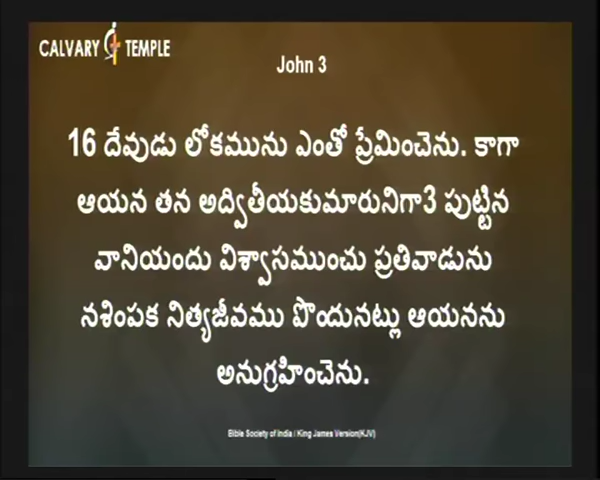 CALVARY TEMPLE
John 3
16 దేవుడు లోకమును ఎంతో ప్రేమించెను. కాగా
ఆయన తన అద్వితీయకుమారునిగా3 పుట్టిన
వానియందు విశ్వాసముంచు ప్రతివాడును
నశింపక నిత్యజీవము పొందునట్లు ఆయనను
అనుగ్రహించెను.
Bible Society of India / King James Version(KJV)